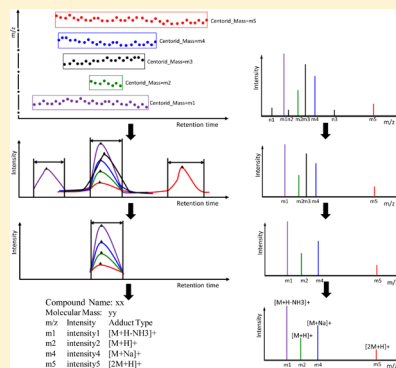 m/z
Centorid_Mass=m5
Centorid_Mass=m4
Centorid_Mass=m3
Centorid_Mass=m2
Centorid_Mass=m1
Retention time
Intensity
Retention time
Intensity
Retention time
Compound Name: xx
Molecular Mass: yy
m/z Intensity Adduct Type
m1 intensity1 [M+H-NH3]+
m2 intensity2 [M+H]+
m4 intensity4 [M+Na]+
m5 intensity5 [2M+H]+
Intensity
n1 m1n2 m2 m3 m4 n3 m5 m/z
Intensity
m1 m2 m3 m4 m5 m/z
Intensity
m1 m2 m4 m5 m/z
Intensity
[M+H-NH3]+
[M+Na]+
[M+H]+
[2M+H]+
m1 m2 m4 m5 m/z